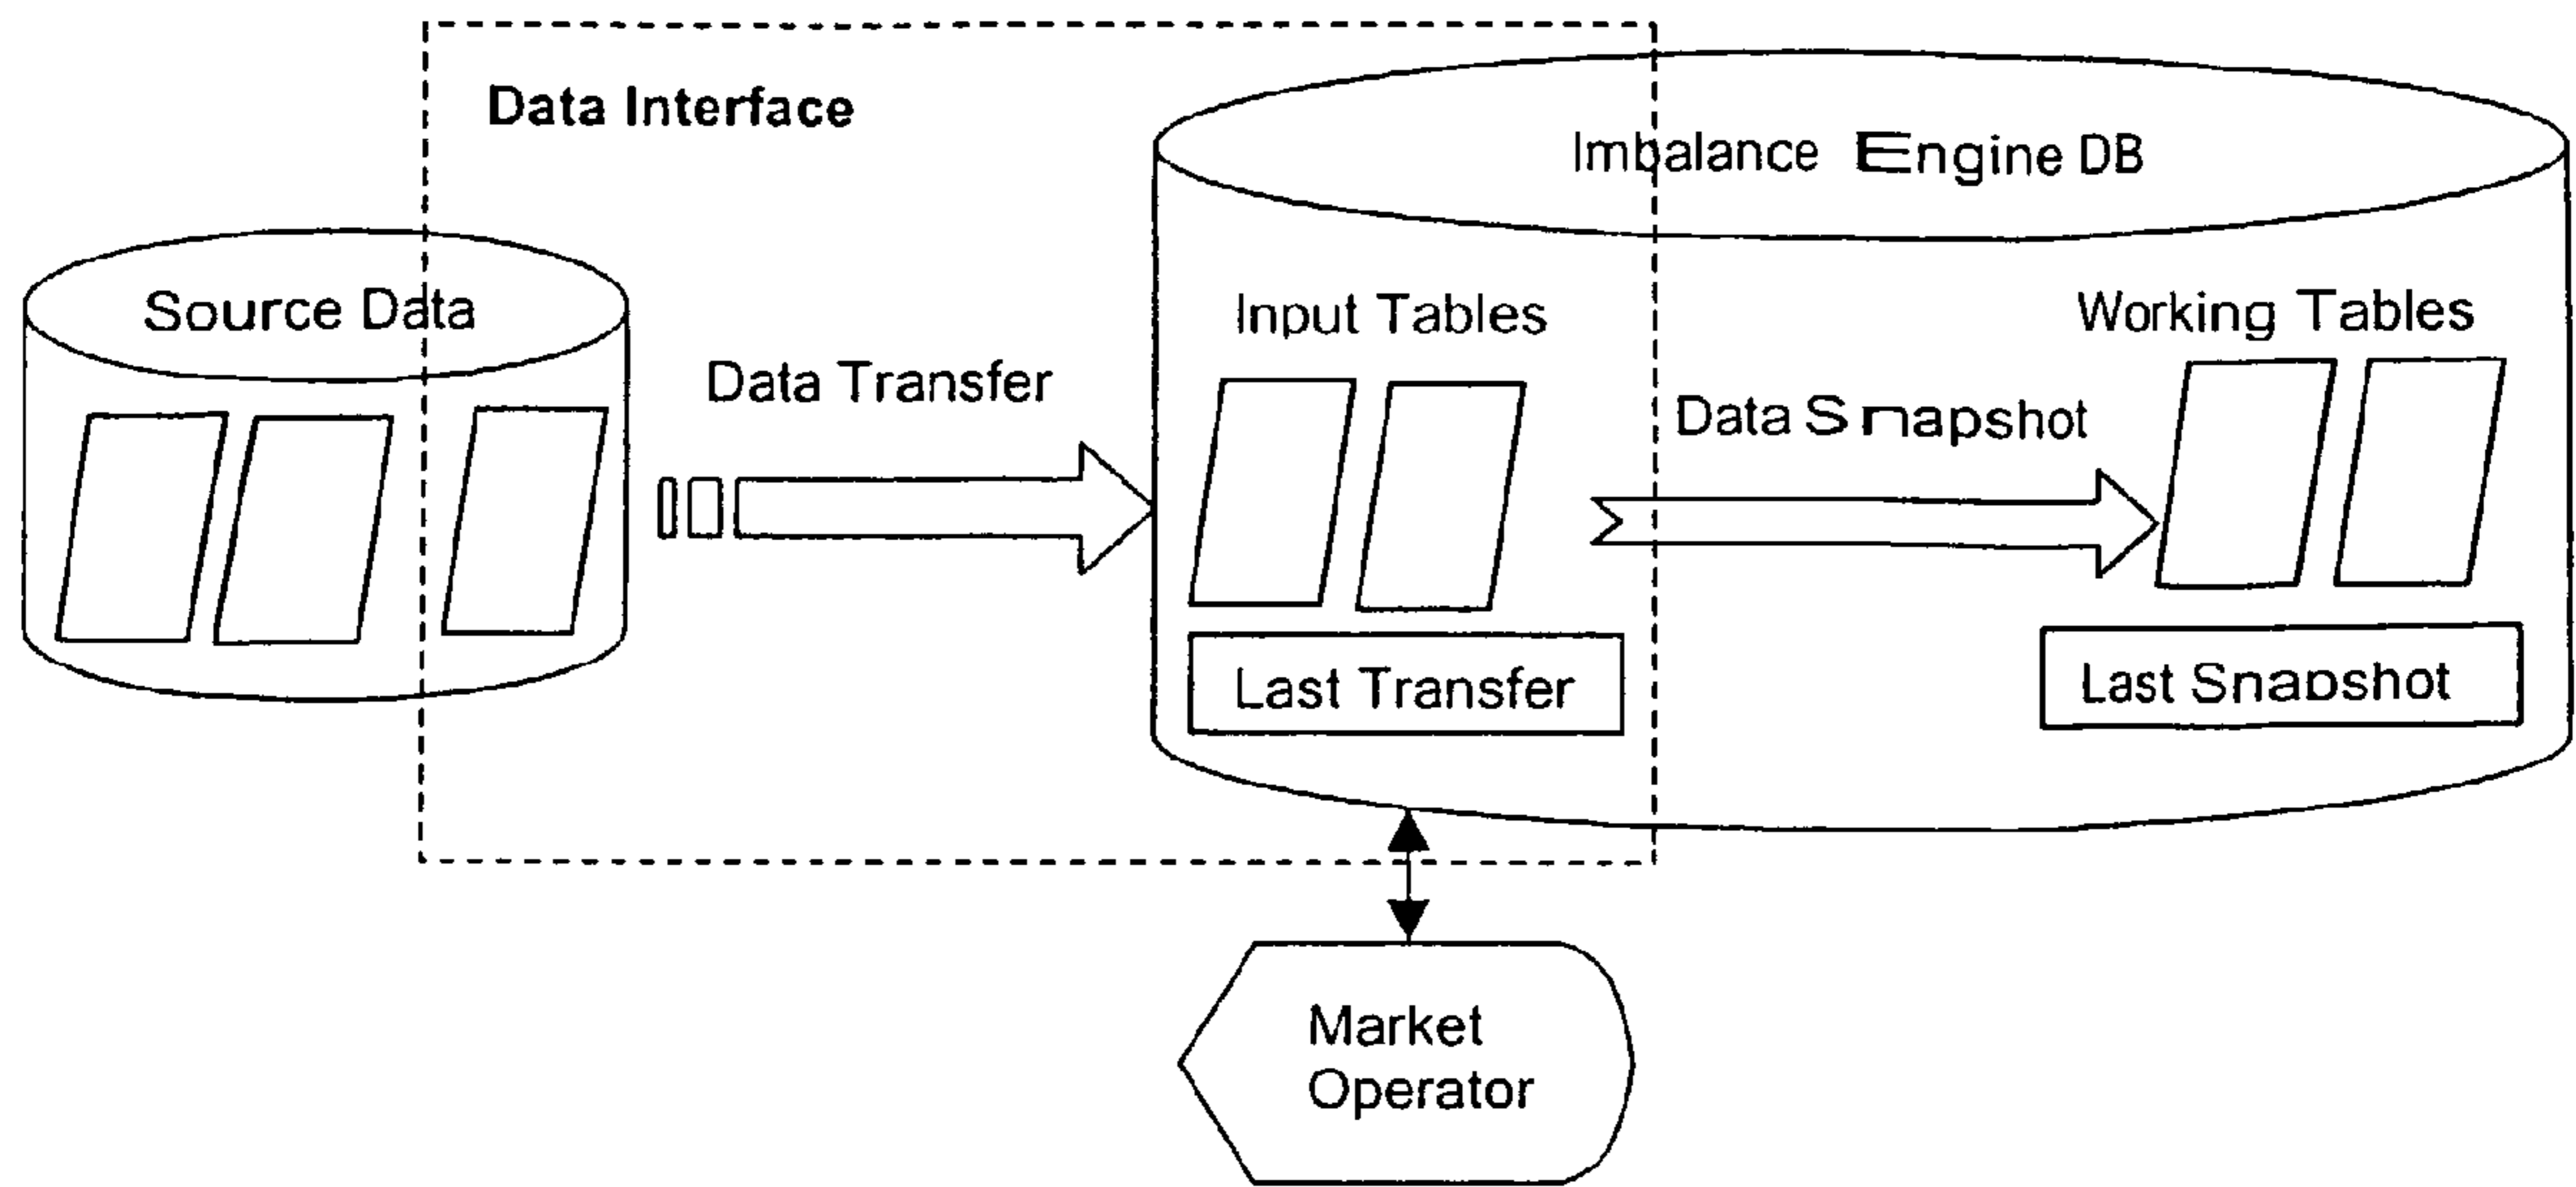 Data Interface
Imbalance Engine DB
Source Data
Input Tables
Working Tables
Data Transfer
Data Snapshot
Last Transfer
Last Snapshot
Market
Operator